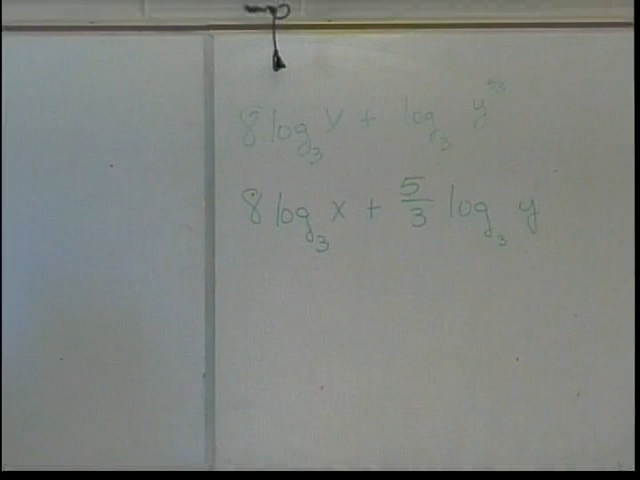 8 log₃ x + log₃ y^5/3
8 log₃ x + 5/3 log₃ y